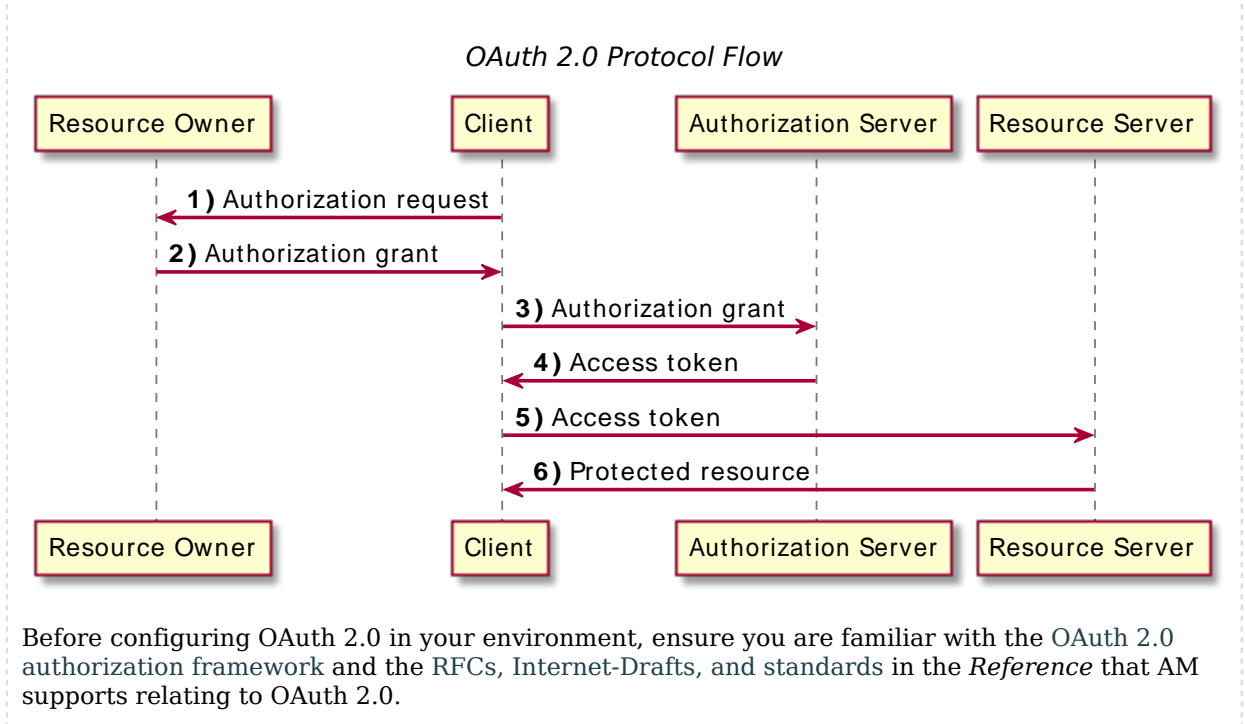 OAuth 2.0 Protocol Flow
Resource Owner
Client
Authorization Server
Resource Server
1) Authorization request
2) Authorization grant
3) Authorization grant
4) Access token
5) Access token
6) Protected resource
Resource Owner
Client
Authorization Server
Resource Server
Before configuring OAuth 2.0 in your environment, ensure you are familiar with the OAuth 2.0
authorization framework and the RFCs, Internet-Drafts, and standards in the Reference that AM
supports relating to OAuth 2.0.